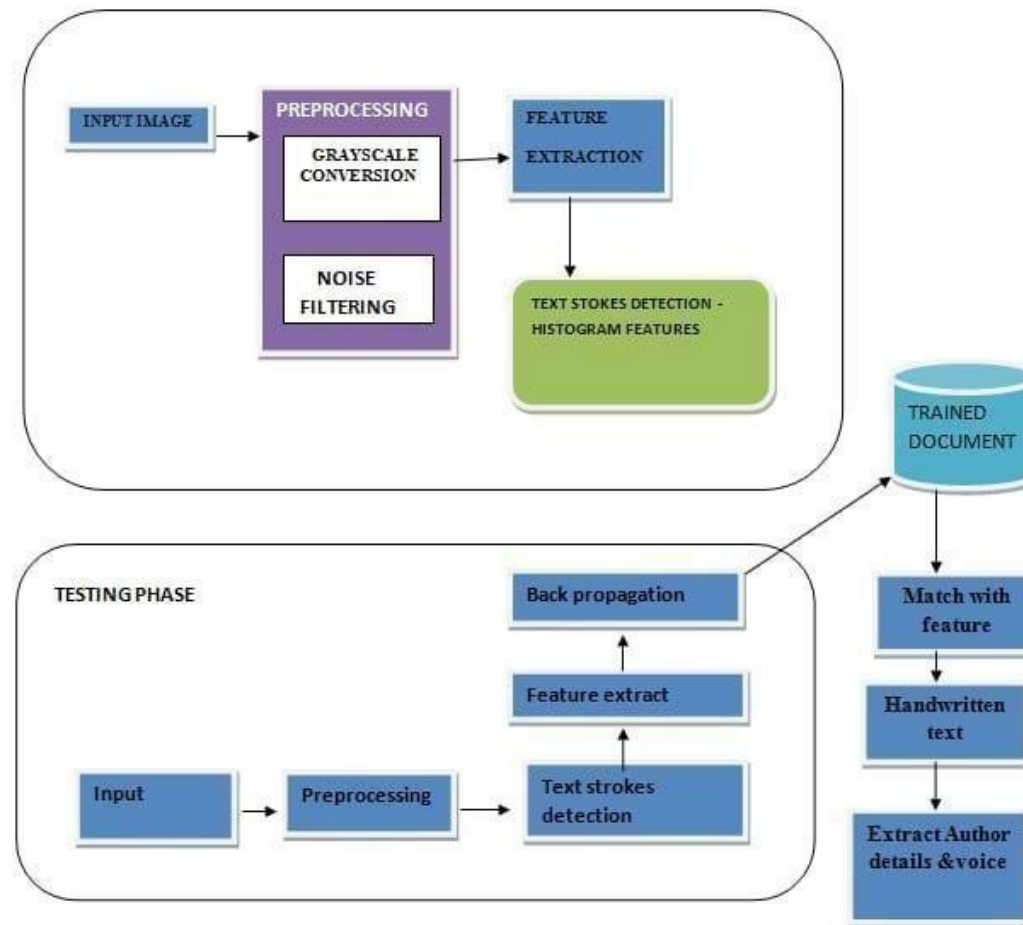 INPUT IMAGE
PREPROCESSING
GRAYSCALE
CONVERSION
NOISE
FILTERING
FEATURE
EXTRACTION
TEXT STOKES DETECTION -
HISTOGRAM FEATURES
TRAINED
DOCUMENT
TESTING PHASE
Back propagation
Feature extract
Input
Preprocessing
Text strokes
detection
Match with
feature
Handwritten
text
Extract Author
details &voice